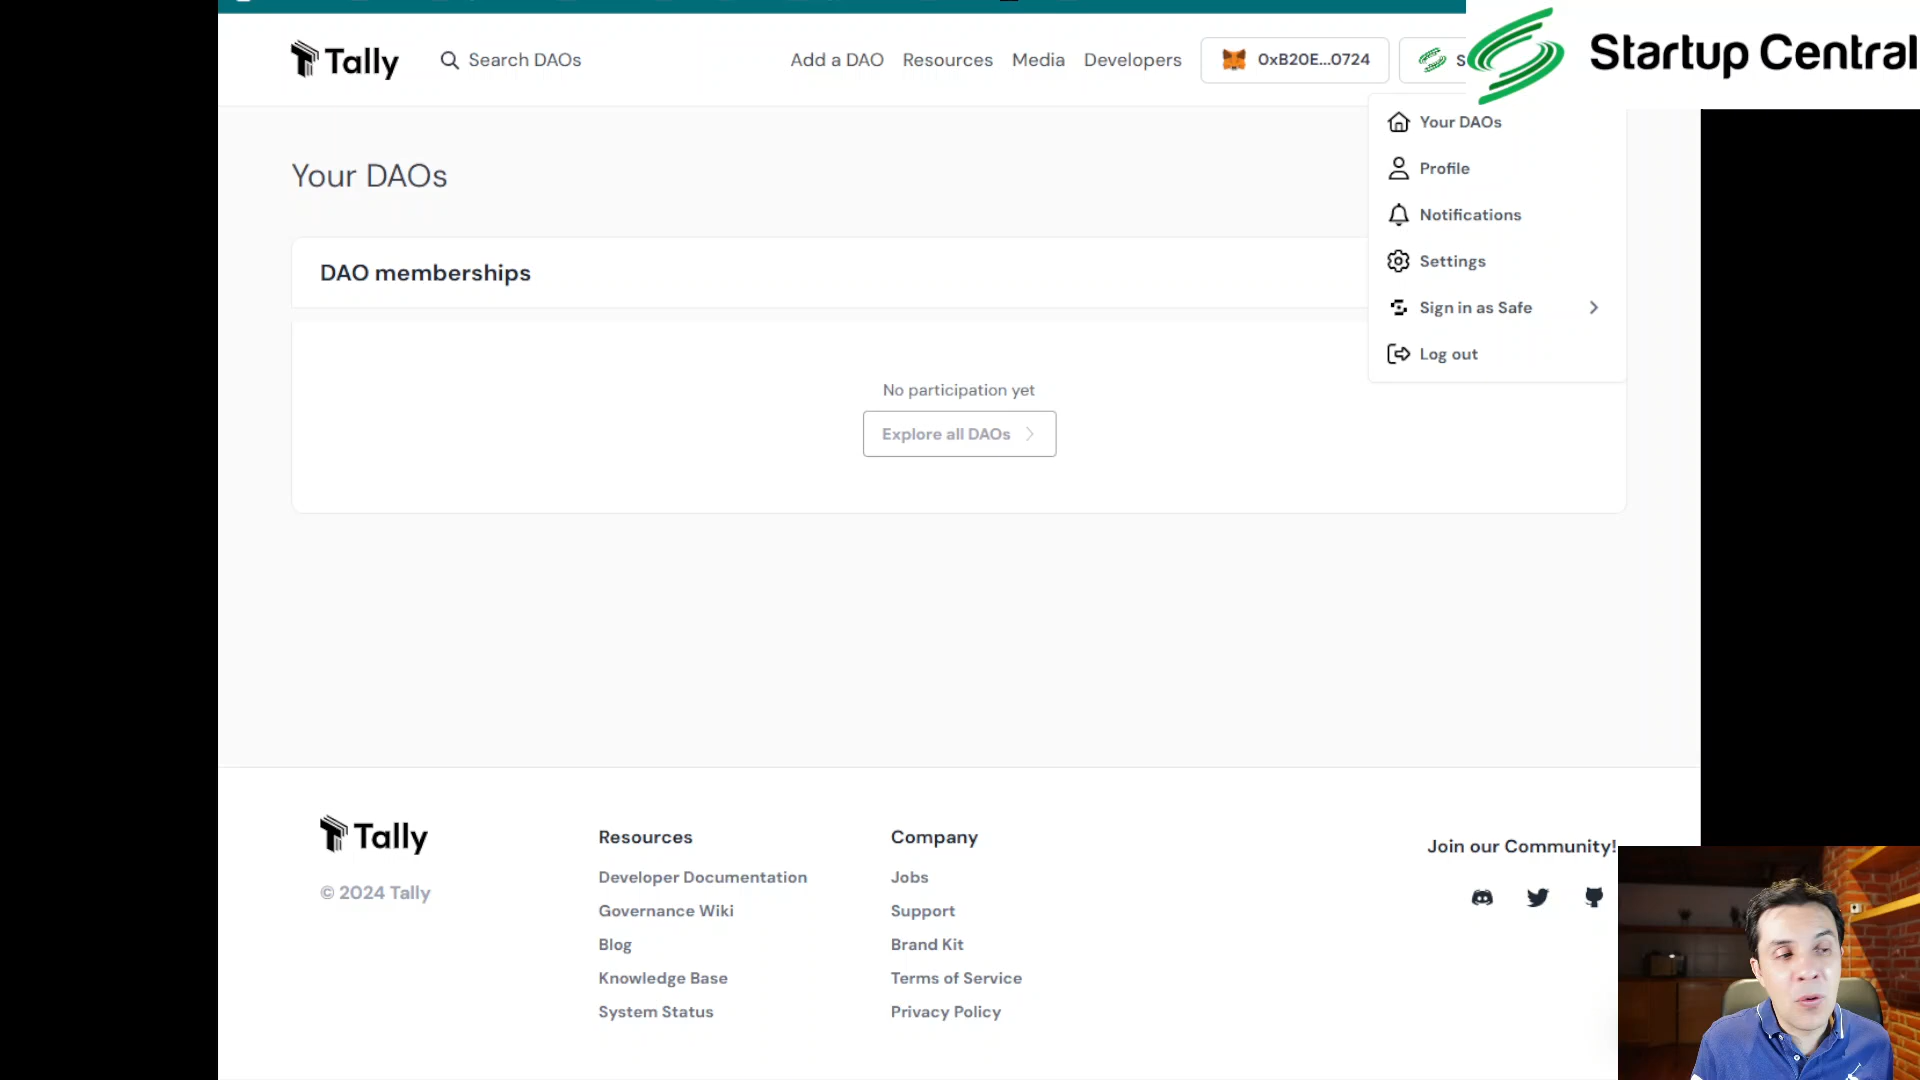 Tally
Search DAOs
Add a DAO
Resources
Media
Developers
0xB20E...0724
S
Startup Central
Your DAOs
Profile
Notifications
Settings
Sign in as Safe
Log out
Your DAOs
DAO memberships
No participation yet
Explore all DAOs
Tally
© 2024 Tally
Resources
Developer Documentation
Governance Wiki
Blog
Knowledge Base
System Status
Company
Jobs
Support
Brand Kit
Terms of Service
Privacy Policy
Join our Community!